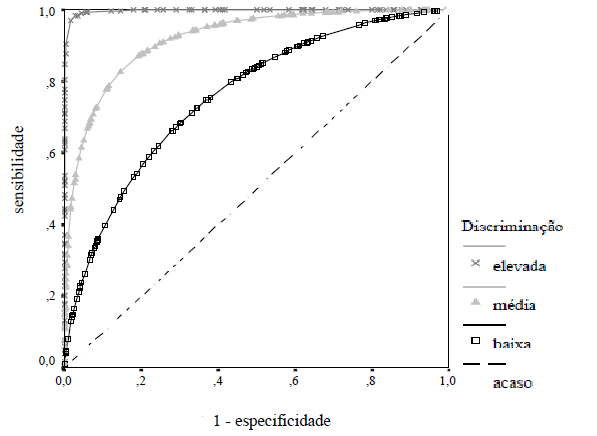 1,0
,8
,6
,4
,2
0,0
sensibilidade
0,0 ,2 ,4 ,6 ,8 1,0
1 - especificidade
Discriminação
elevada
média
baixa
acaso